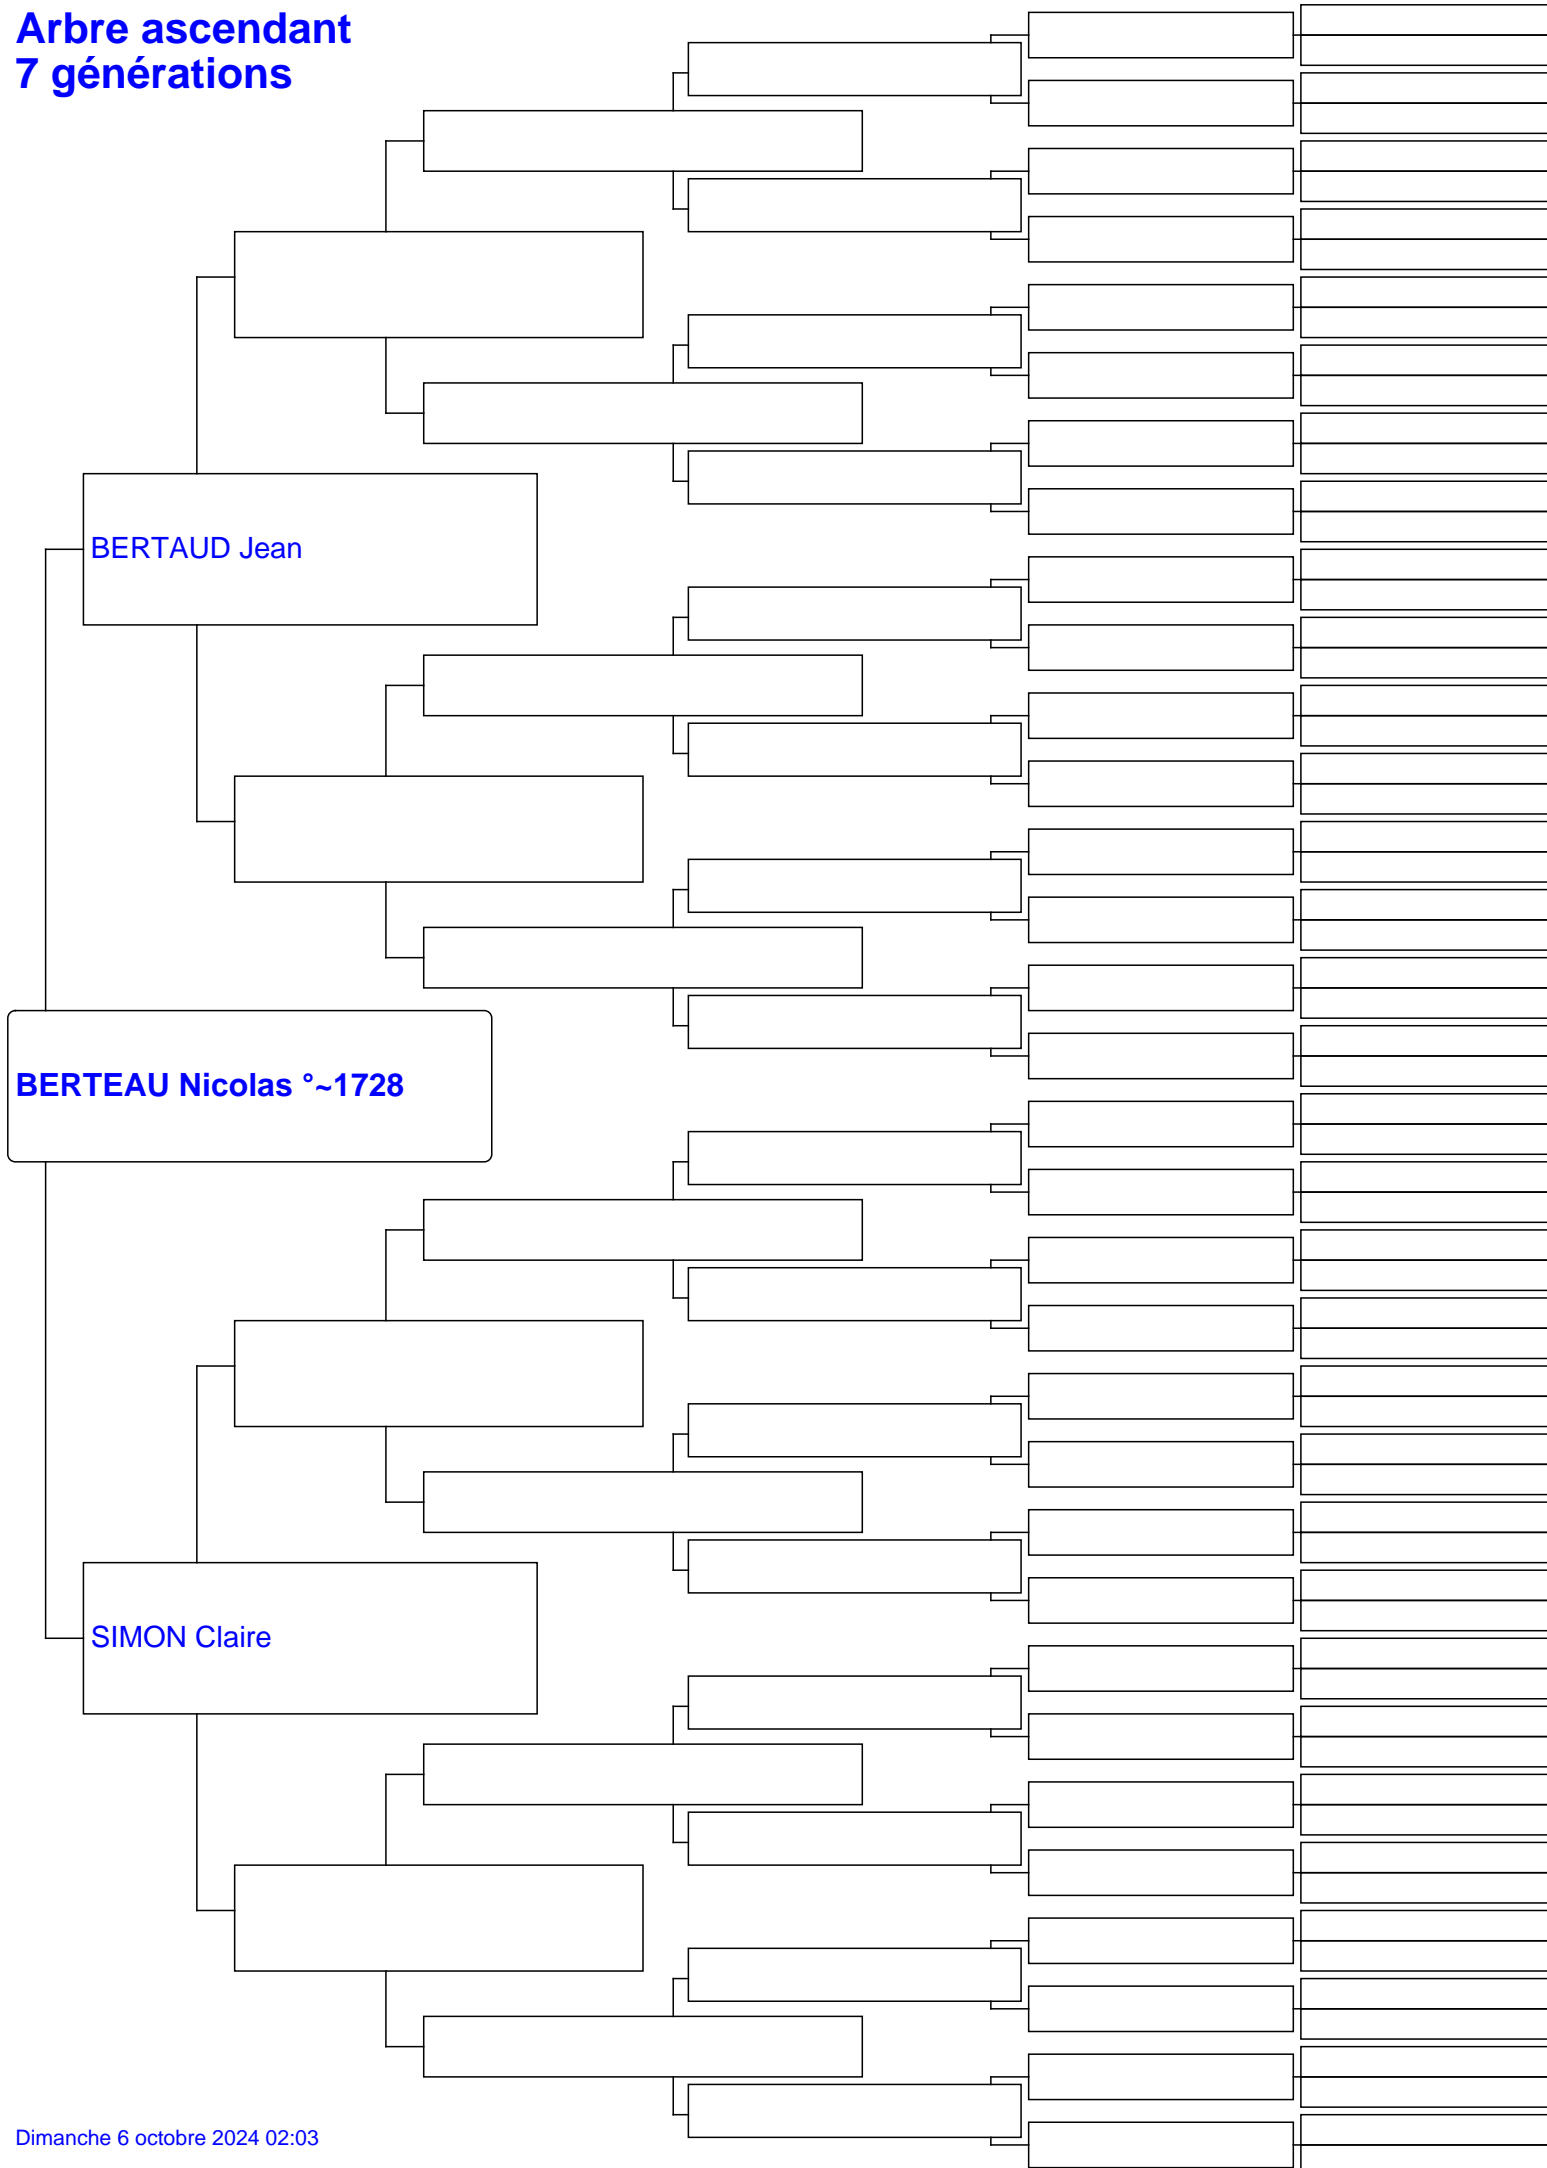 Arbre ascendant
7 générations
BERTAUD Jean
BERTEAU Nicolas °~1728
SIMON Claire
Dimanche 6 octobre 2024 02:03